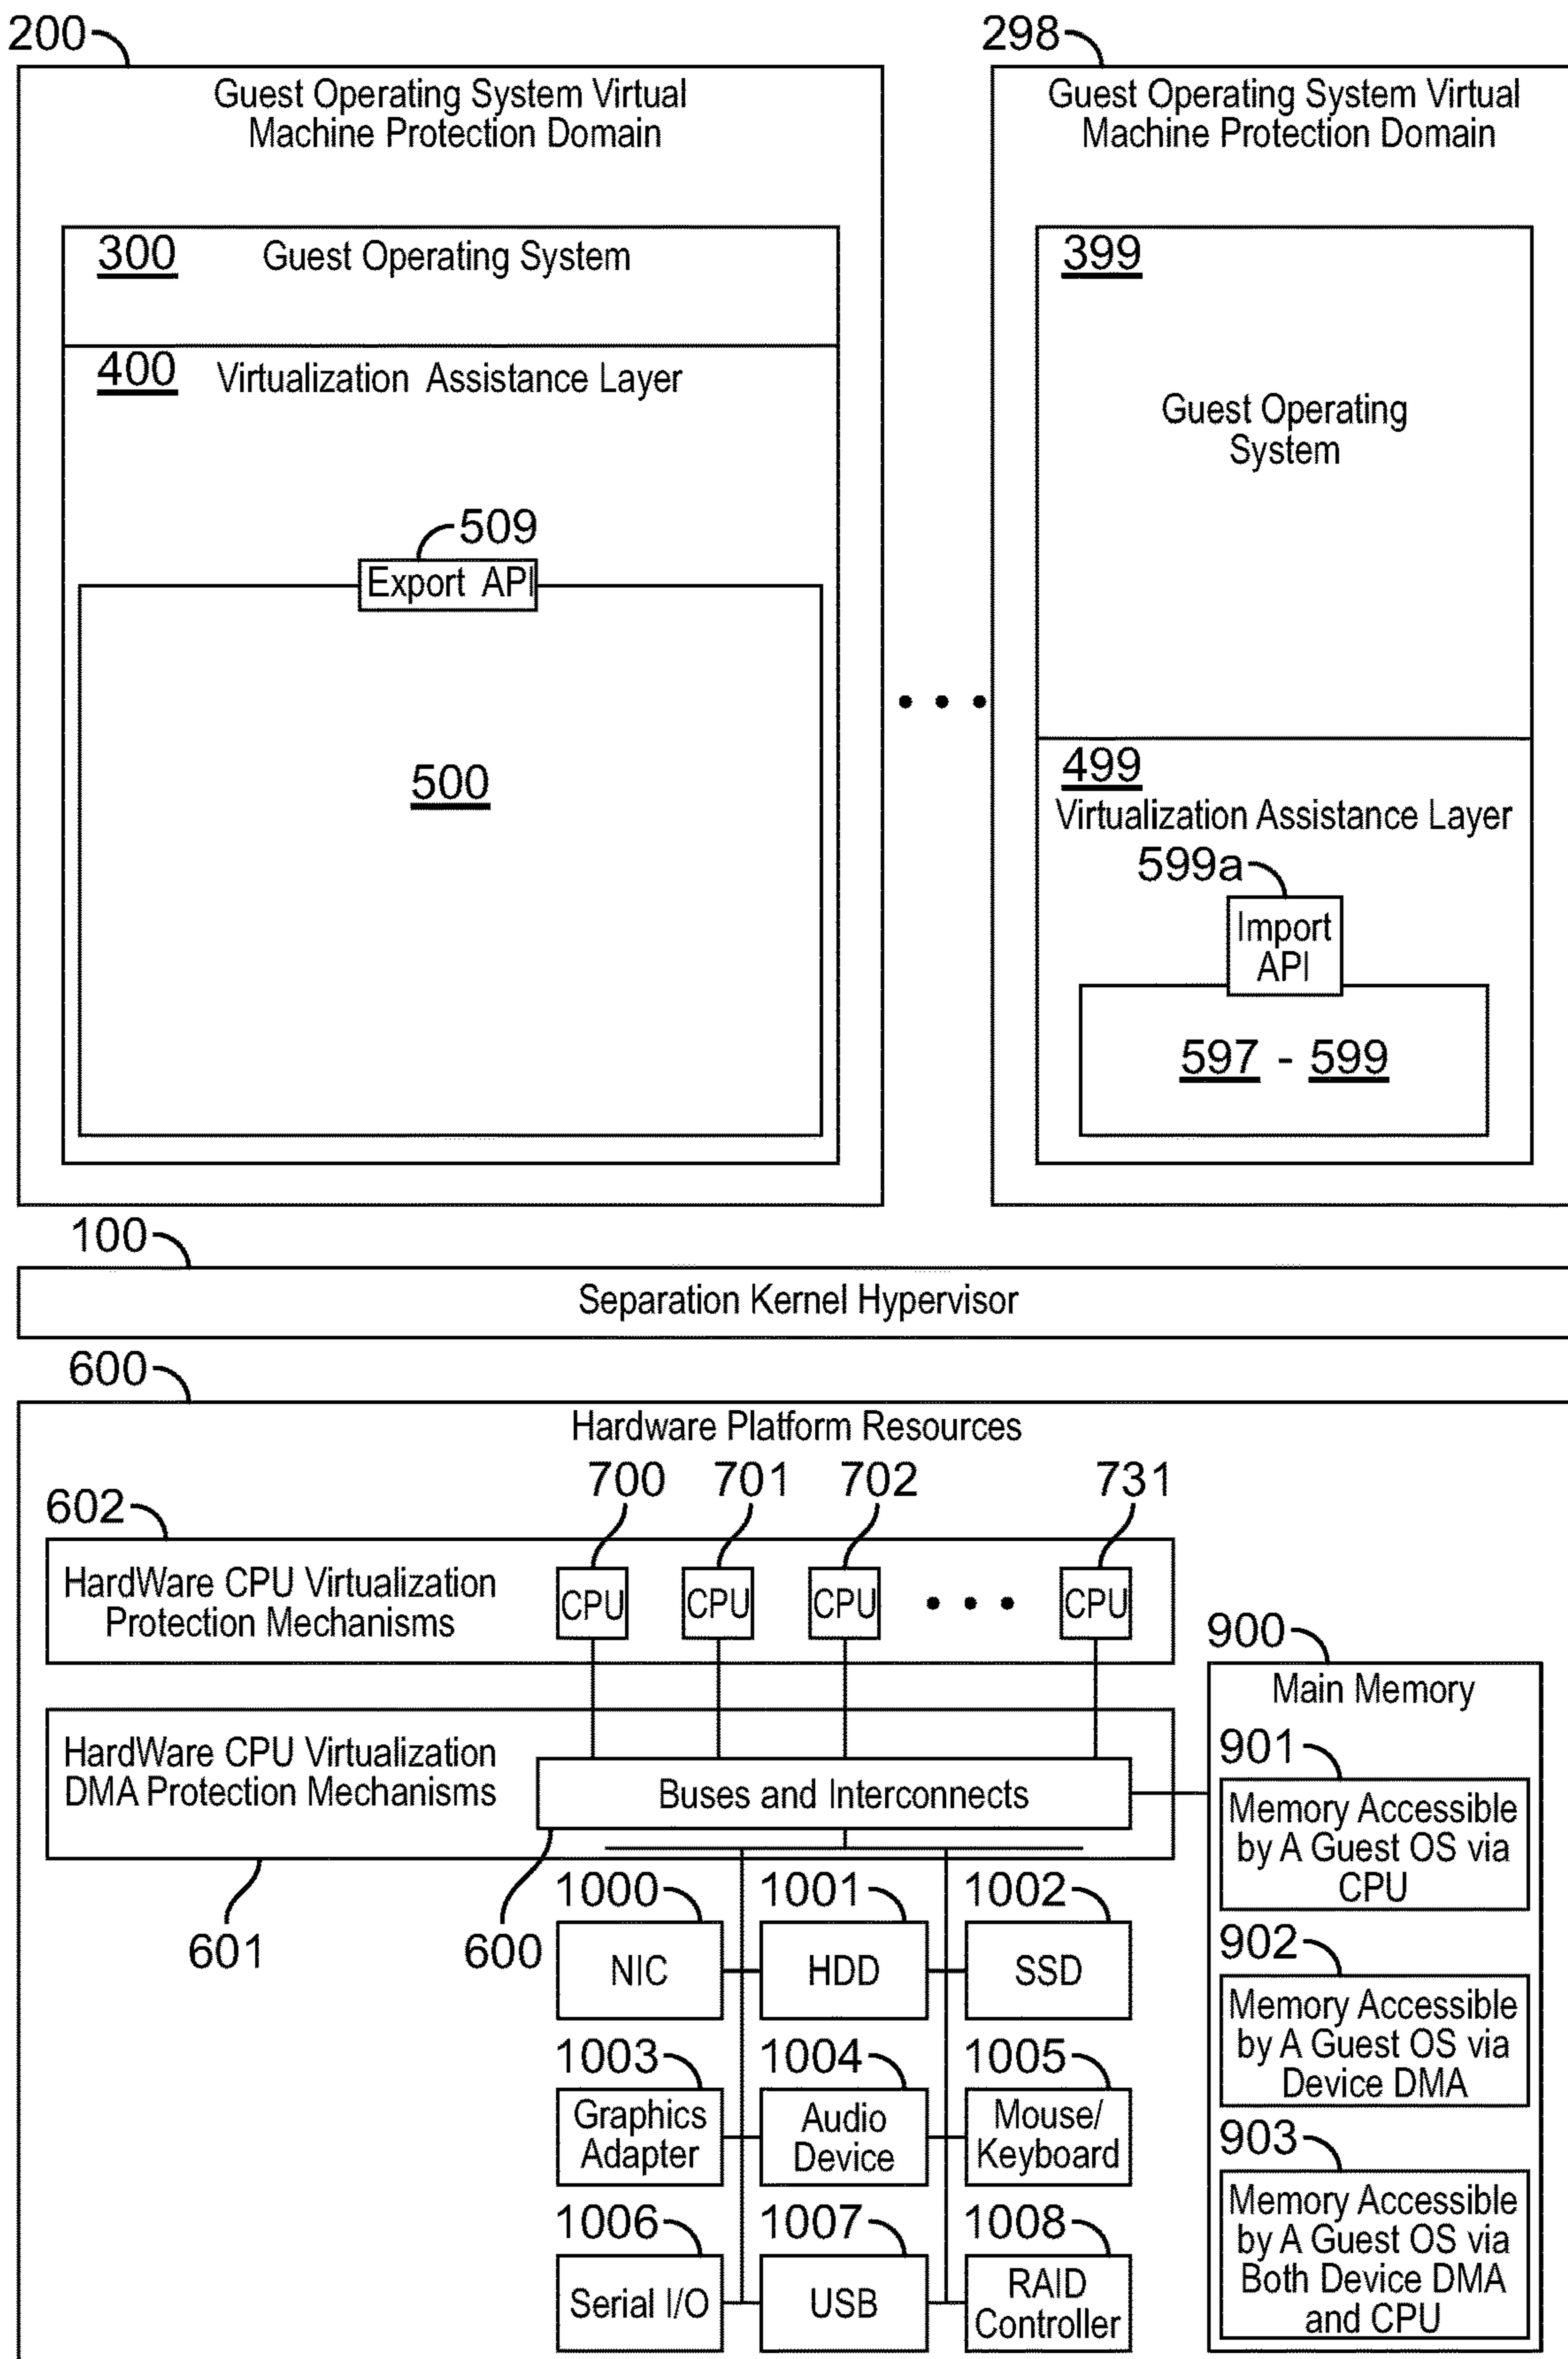 200
Guest Operating System Virtual
Machine Protection Domain
300 Guest Operating System
400 Virtualization Assistance Layer
509
Export API
500
298
Guest Operating System Virtual
Machine Protection Domain
399
Guest Operating
System
499
Virtualization Assistance Layer
599a
Import
API
597 - 599
100
Separation Kernel Hypervisor
600
Hardware Platform Resources
602
700
701
702
731
HardWare CPU Virtualization
Protection Mechanisms
CPU
CPU
CPU
CPU
HardWare CPU Virtualization
DMA Protection Mechanisms
Buses and Interconnects
601
600
1000
1001
1002
NIC
HDD
SSD
1003
1004
1005
Graphics
Adapter
Audio
Device
Mouse/
Keyboard
1006
1007
1008
Serial I/O
USB
RAID
Controller
900
Main Memory
901
Memory Accessible
by A Guest OS via
CPU
902
Memory Accessible
by A Guest OS via
Device DMA
903
Memory Accessible
by A Guest OS via
Both Device DMA
and CPU